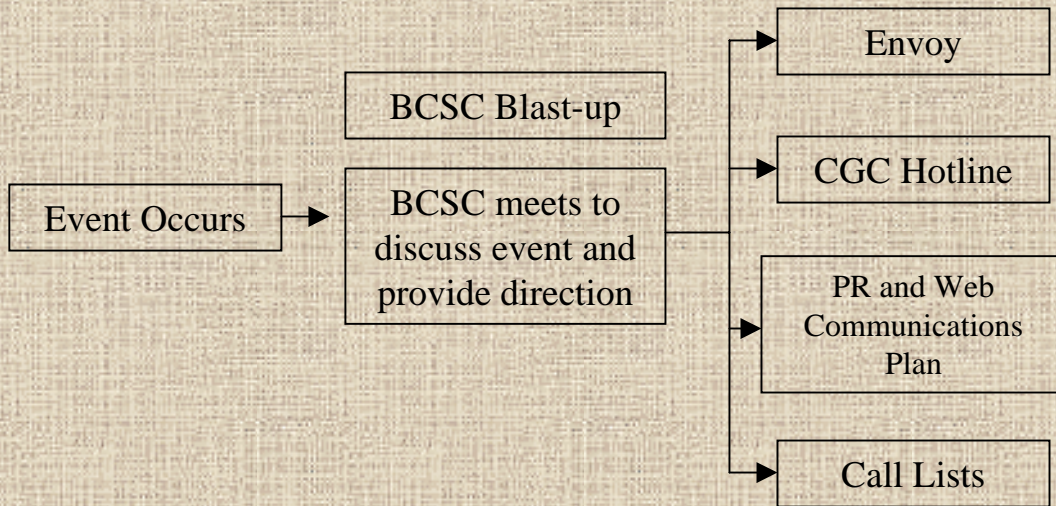 Event Occurs
BCSC Blast-up
BCSC meets to
discuss event and
provide direction
Envoy
CGC Hotline
PR and Web
Communications
Plan
Call Lists